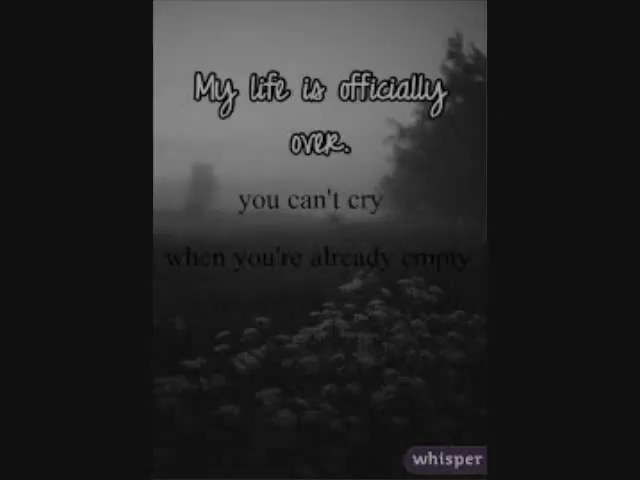 My life is officially
over.
you can't cry
when you're already empty
whisper